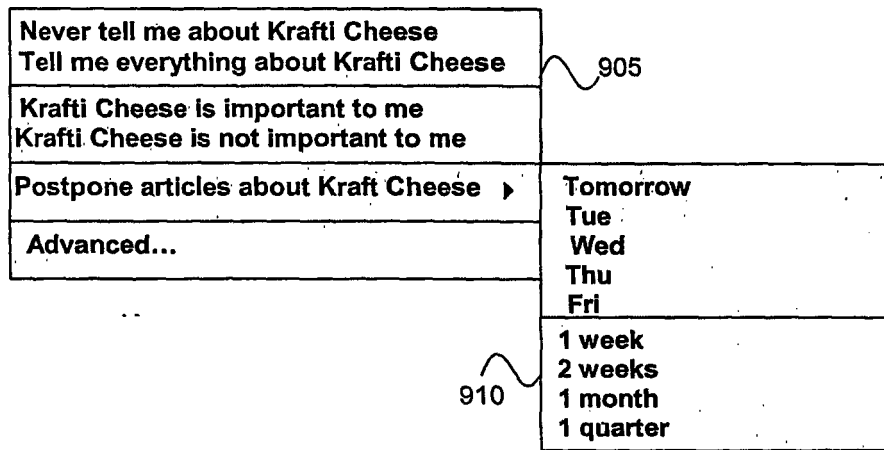 Never tell me about Krafti Cheese
Tell me everything about Krafti Cheese
905
Krafti Cheese is important to me
Krafti Cheese is not important to me
Postpone articles about Kraft Cheese
Advanced...
Tomorrow
Tue
Wed
Thu
Fri
1 week
2 weeks
1 month
1 quarter
910